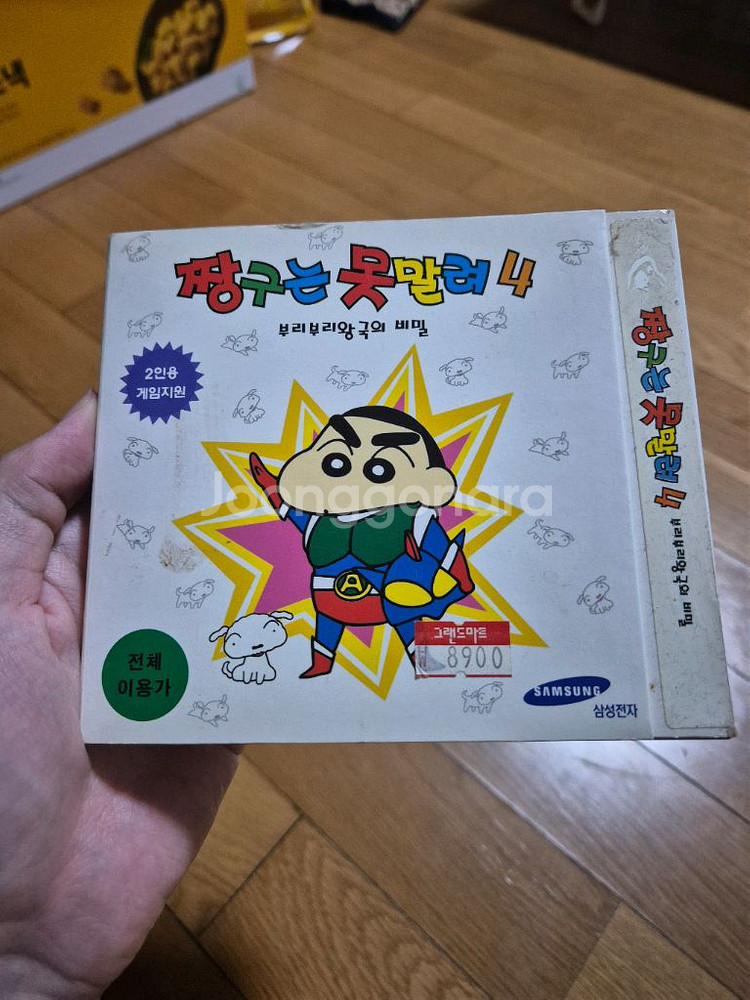 낵
짱구는 못말려 4
부리부리왕국의 비밀
2인용
게임지원
Joonggonara
A
전체
이용가
그랜드마트
8900
SAMSUNG
삼성전자
짱구는 못말려 4 부리부리왕국의 비밀